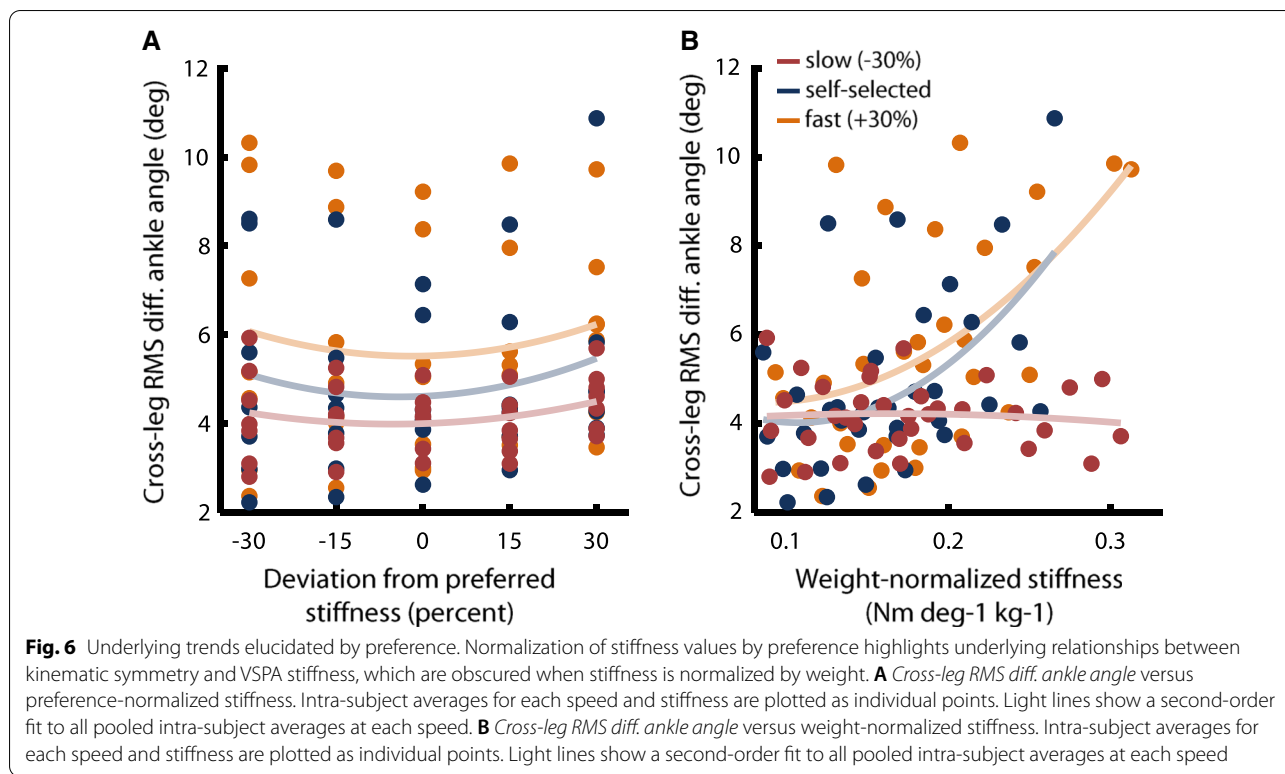 A
12
10
8
6
4
2
Cross-leg RMS diff. ankle angle (deg)
-30 -15 0 15 30
Deviation from preferred
stiffness (percent)
B
slow (-30%)
self-selected
fast (+30%)
12
10
8
6
4
2
Cross-leg RMS diff. ankle angle (deg)
0.1 0.2 0.3
Weight-normalized stiffness
(Nm deg-1 kg-1)
Fig. 6 Underlying trends elucidated by preference. Normalization of stiffness values by preference highlights underlying relationships between
kinematic symmetry and VSPA stiffness, which are obscured when stiffness is normalized by weight. A Cross-leg RMS diff. ankle angle versus
preference-normalized stiffness. Intra-subject averages for each speed and stiffness are plotted as individual points. Light lines show a second-order
fit to all pooled intra-subject averages at each speed. B Cross-leg RMS diff. ankle angle versus weight-normalized stiffness. Intra-subject averages for
each speed and stiffness are plotted as individual points. Light lines show a second-order fit to all pooled intra-subject averages at each speed